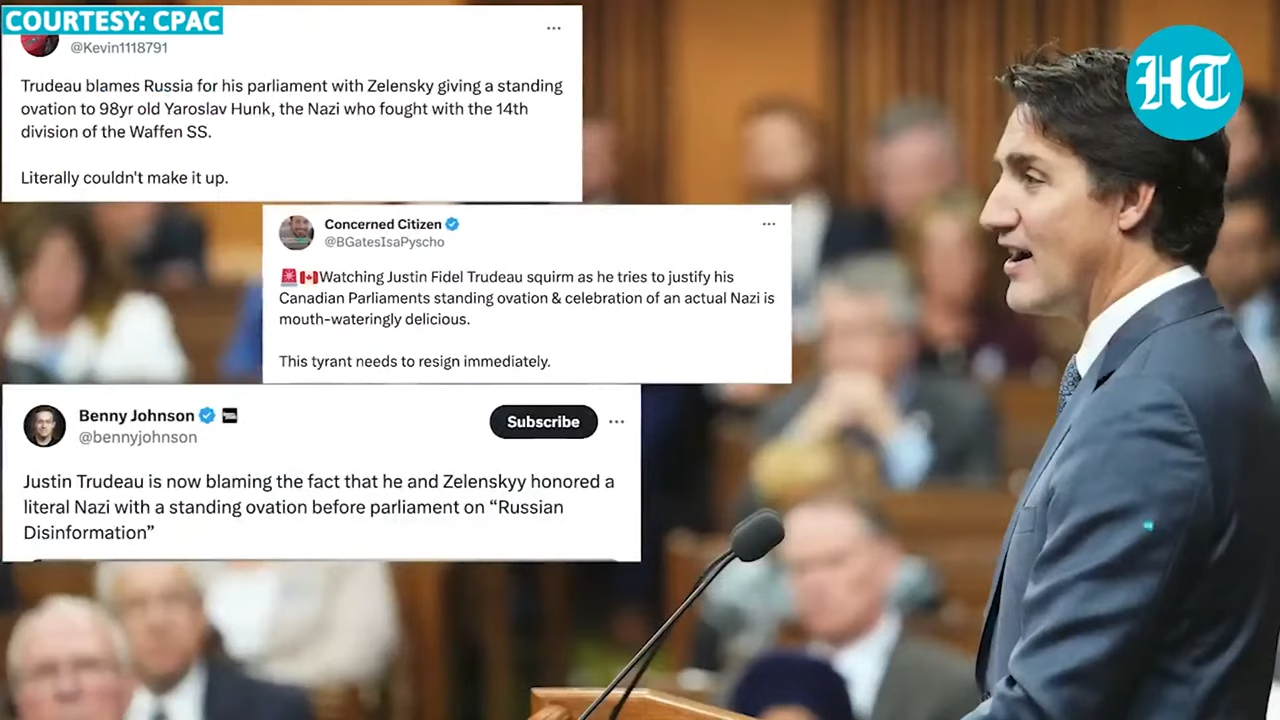 COURTESY: CPAC
HT
@Kevin1118791
Trudeau blames Russia for his parliament with Zelensky giving a standing
ovation to 98yr old Yaroslav Hunk, the Nazi who fought with the 14th
division of the Waffen SS.
Literally couldn't make it up.
Concerned Citizen
@BGatesIsaPyscho
🚨🇨🇦Watching Justin Fidel Trudeau squirm as he tries to justify his
Canadian Parliaments standing ovation & celebration of an actual Nazi is
mouth-wateringly delicious.
This tyrant needs to resign immediately.
Benny Johnson
Subscribe
@bennyjohnson
Justin Trudeau is now blaming the fact that he and Zelenskyy honored a
literal Nazi with a standing ovation before parliament on “Russian
Disinformation”